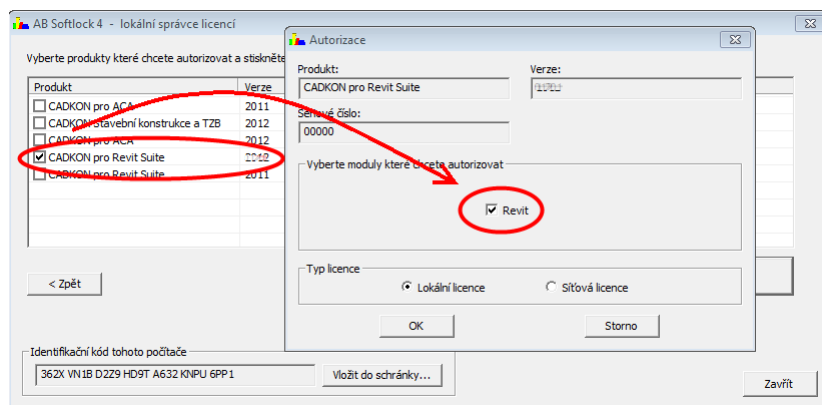 AB Softlock 4 - lokální správce licencí
Vyberte produkty které chcete autorizovat a stiskněte
Produkt Verze
CADKON pro ACA 2011
CADKON Stavební konstrukce a TZB 2012
CADKON pro ACA 2012
CADKON pro Revit Suite
CADKON pro Revit Suite 2011
< Zpět
Identifikační kód tohoto počítače
362X VN1B D2Z9 HD9T A632 KNPU 6PP1
Vložit do schránky...
Zavřít
Autorizace
Produkt: Verze:
CADKON pro Revit Suite
Sériové číslo:
00000
Vyberte moduly které chcete autorizovat
Revit
Typ licence
Lokální licence Síťová licence
OK Storno